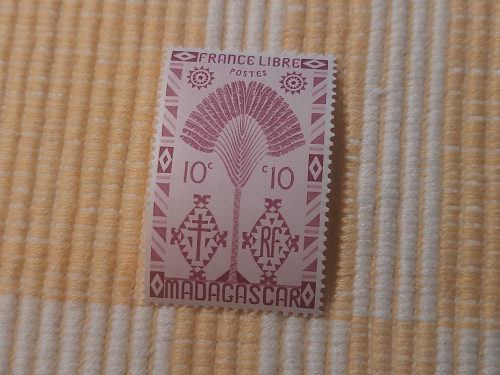 FRANCE LIBRE
POSTES
10c c10
RF
MADAGASCAR